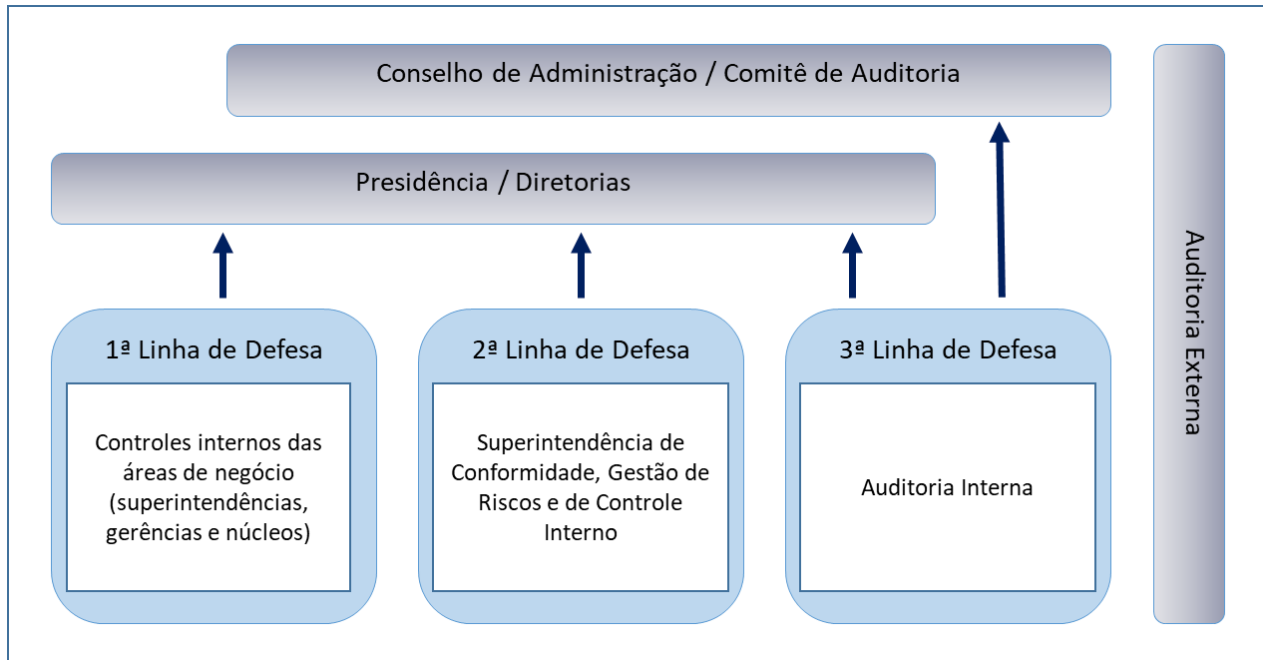 Conselho de Administração / Comitê de Auditoria
Presidência / Diretorias
1ª Linha de Defesa
Controles internos das
áreas de negócio
(superintendências,
gerências e núcleos)
2ª Linha de Defesa
Superintendência de
Conformidade, Gestão de
Riscos e de Controle
Interno
3ª Linha de Defesa
Auditoria Interna
Auditoria Externa